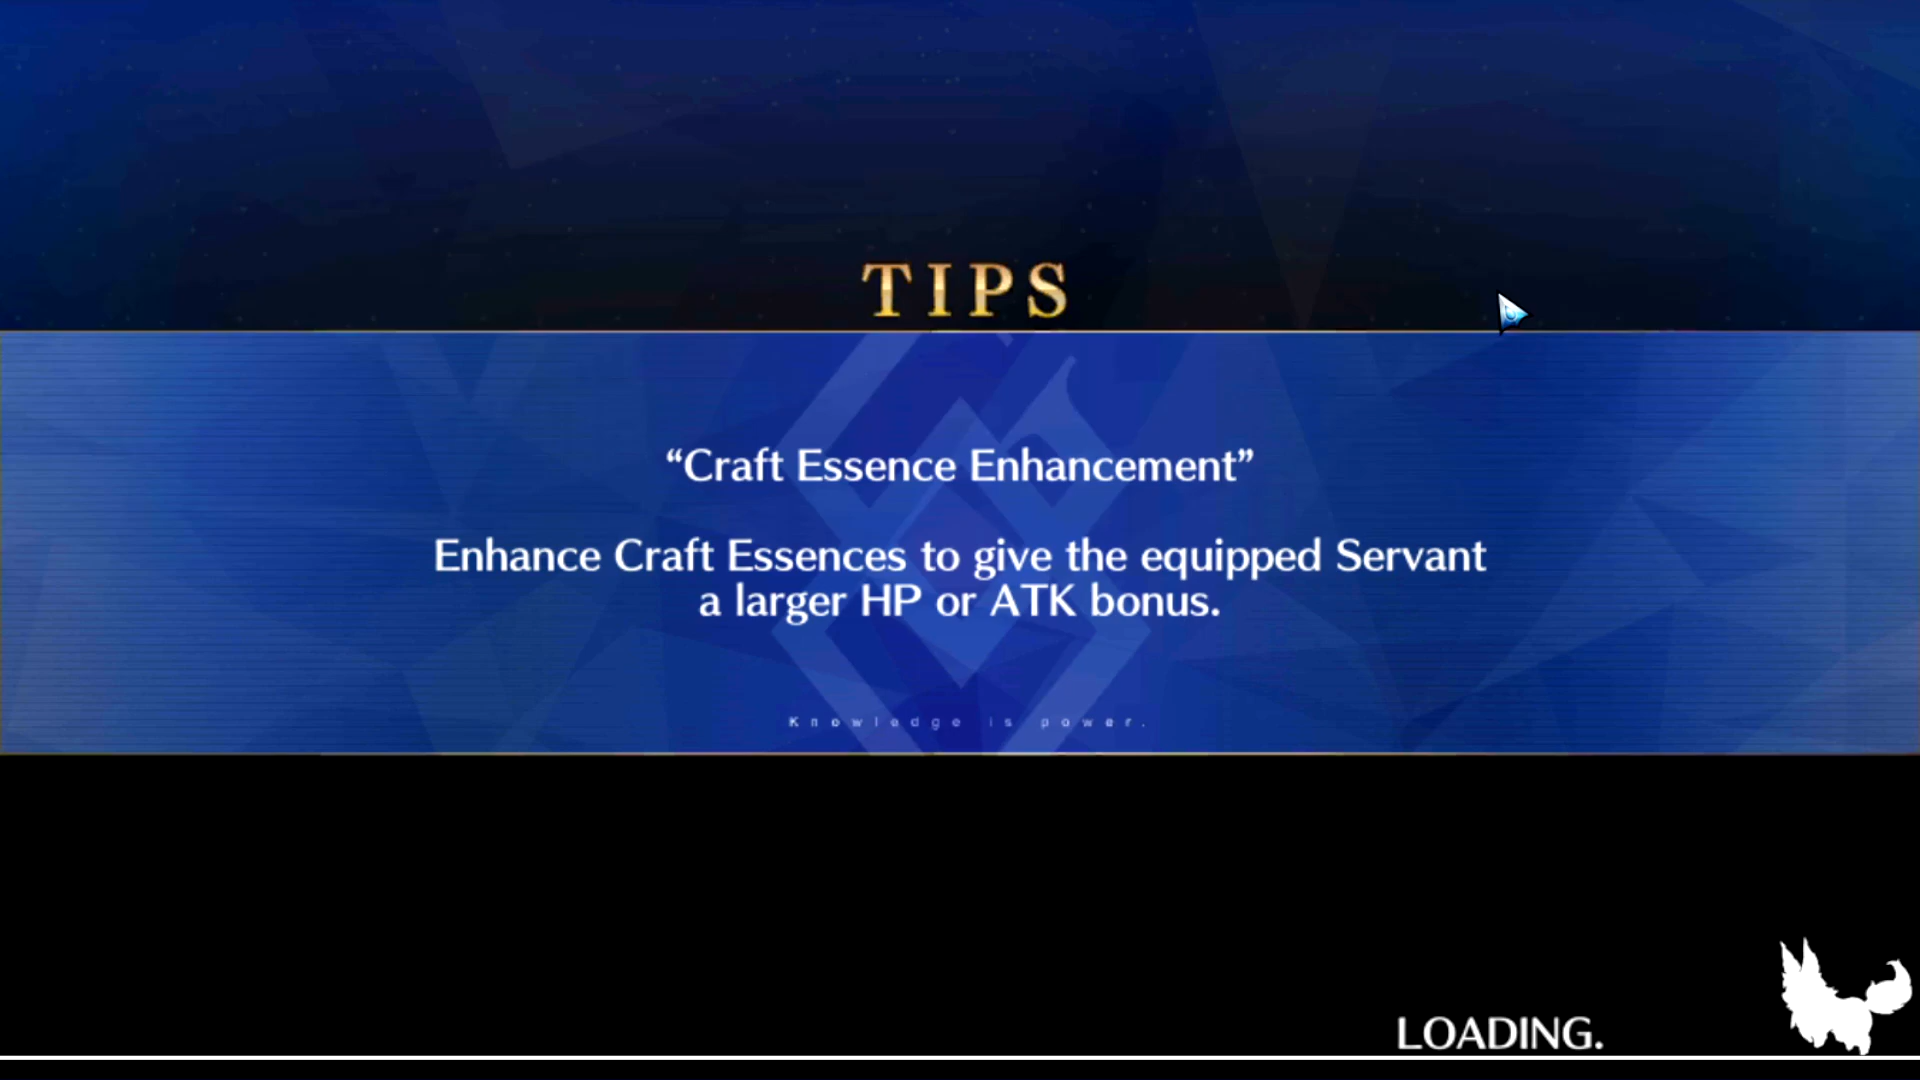 TIPS
“Craft Essence Enhancement”
Enhance Craft Essences to give the equipped Servant
a larger HP or ATK bonus.
Knowledge is power.
LOADING.